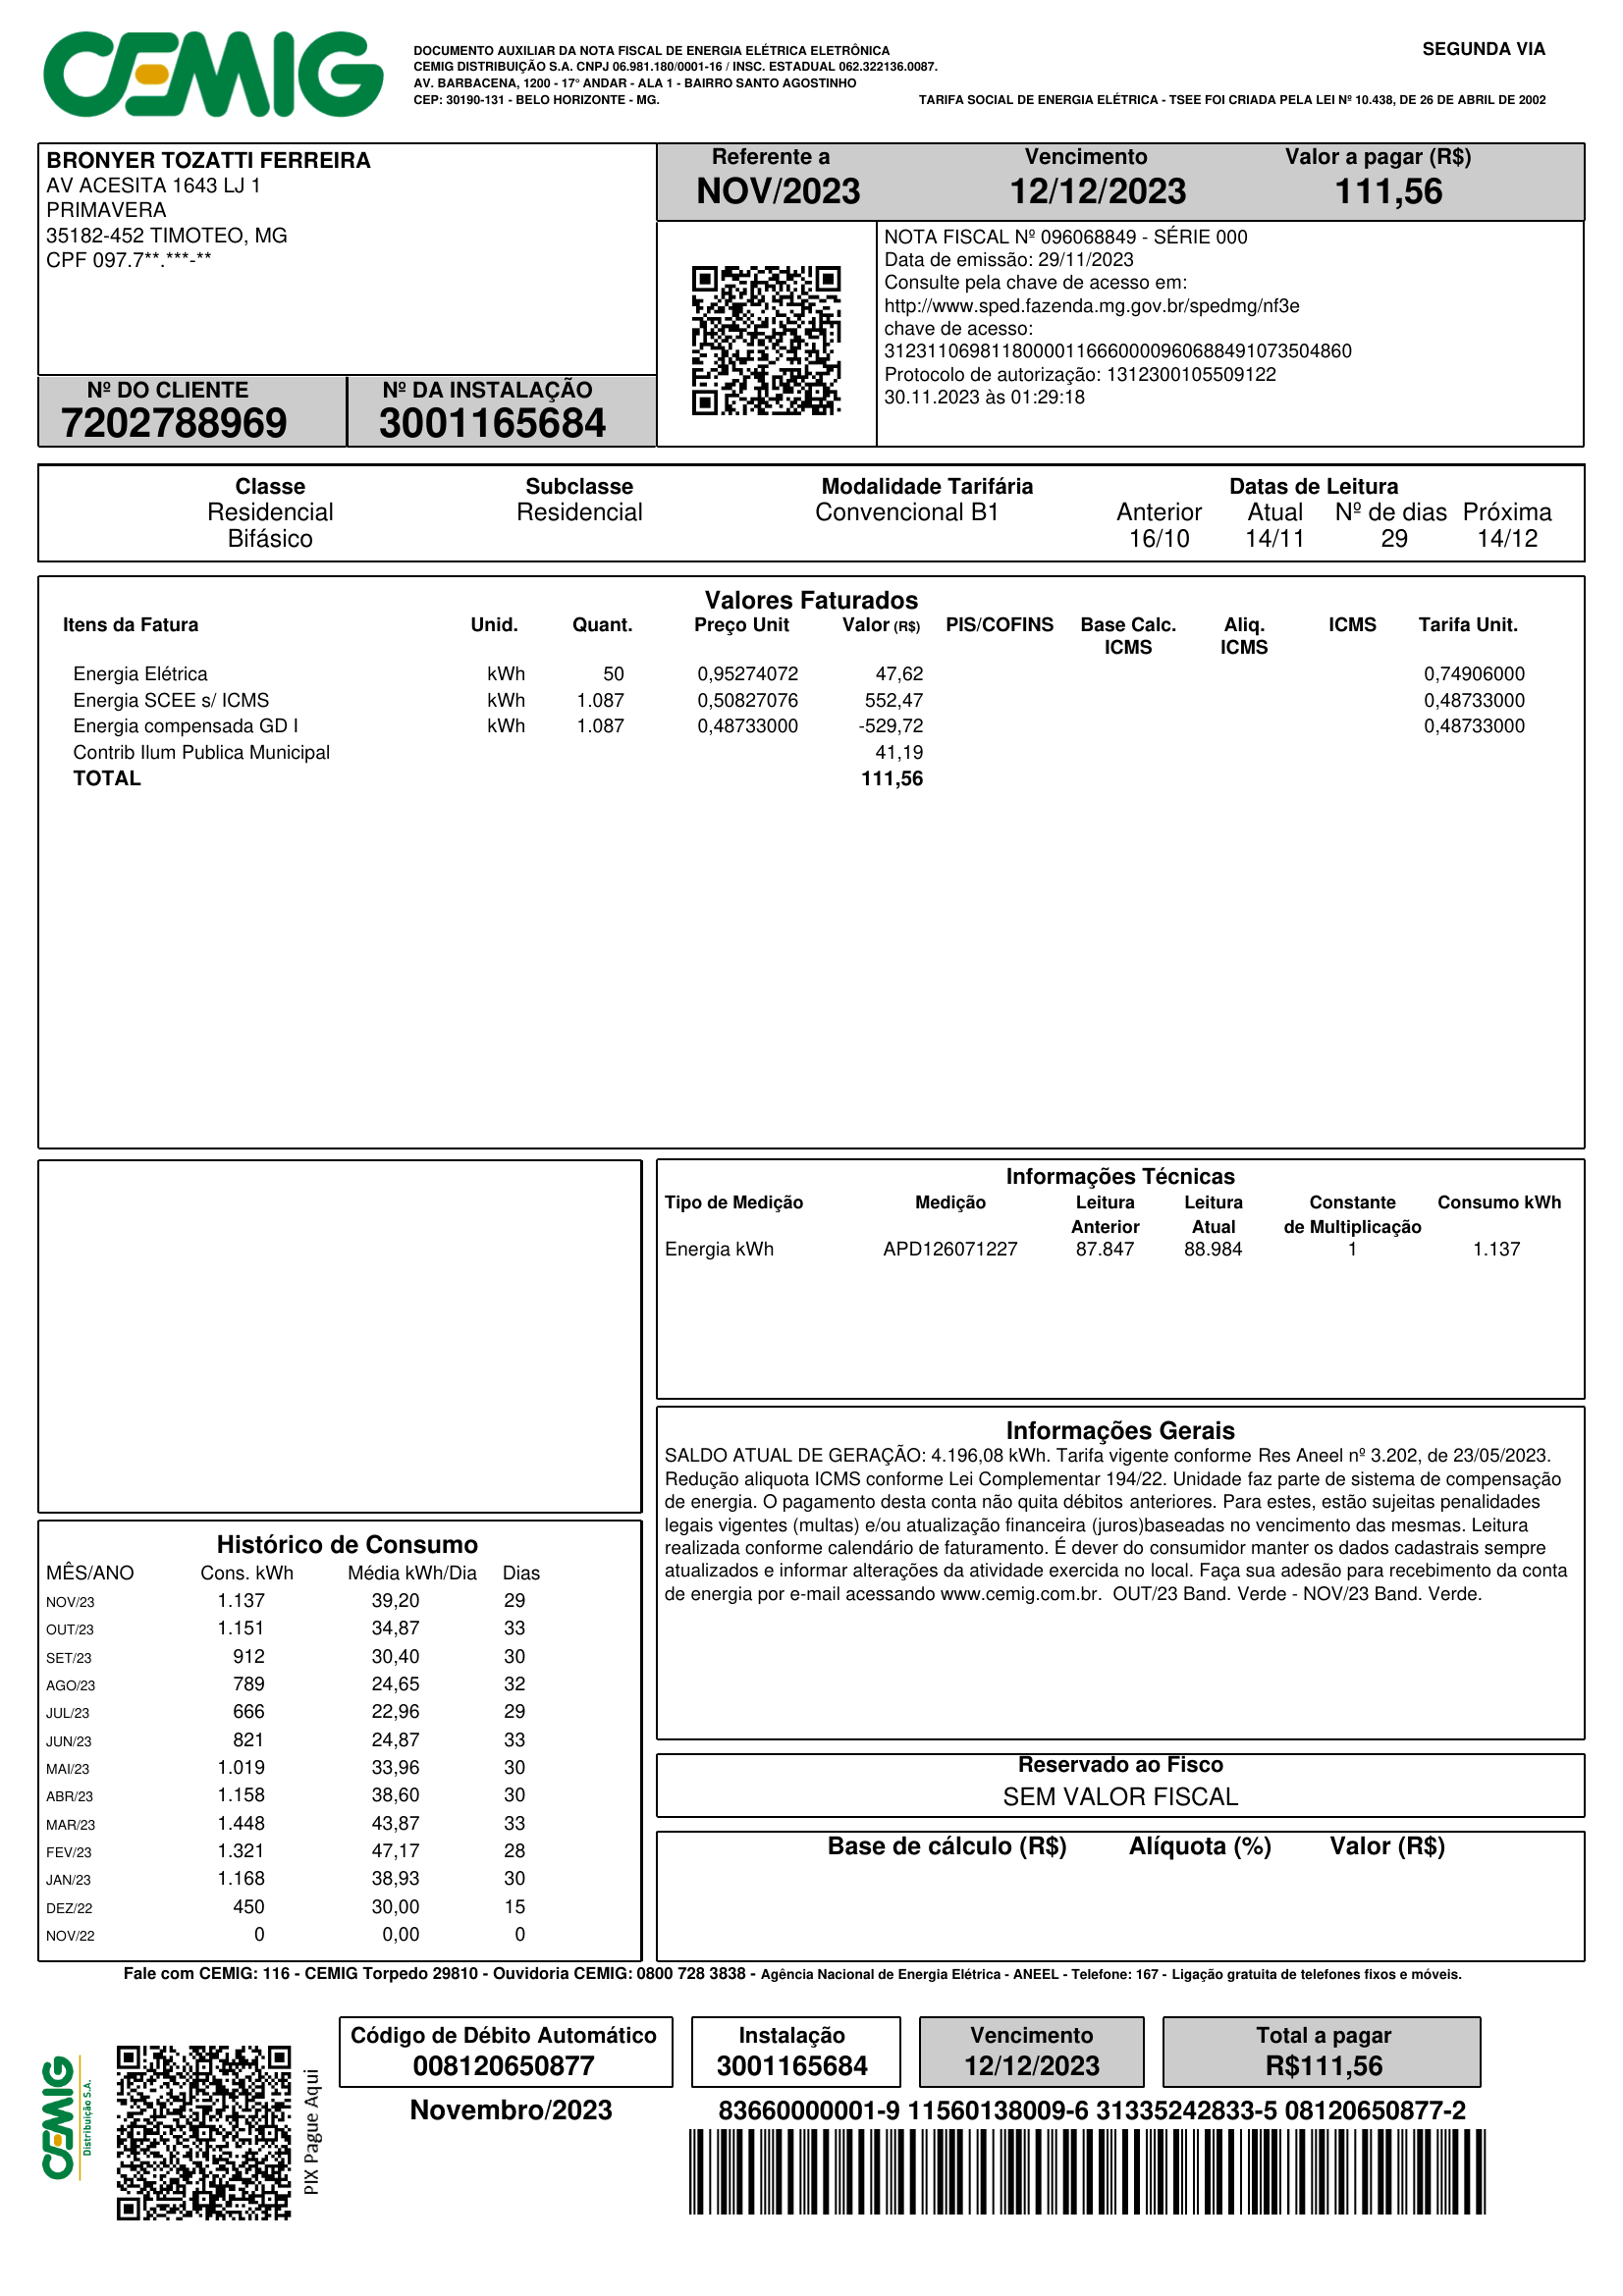 CEMIG
DOCUMENTO AUXILIAR DA NOTA FISCAL DE ENERGIA ELÉTRICA ELETRÔNICA
CEMIG DISTRIBUIÇÃO S.A. CNPJ 06.981.180/0001-16 / INSC. ESTADUAL 062.322136.0087.
AV. BARBACENA, 1200 - 17° ANDAR - ALA 1 - BAIRRO SANTO AGOSTINHO
CEP: 30190-131 - BELO HORIZONTE - MG.
SEGUNDA VIA
TARIFA SOCIAL DE ENERGIA ELÉTRICA - TSEE FOI CRIADA PELA LEI Nº 10.438, DE 26 DE ABRIL DE 2002
BRONYER TOZATTI FERREIRA
AV ACESITA 1643 LJ 1
PRIMAVERA
35182-452 TIMOTEO, MG
CPF 097.7**.***-**
Nº DO CLIENTE Nº DA INSTALAÇÃO
7202788969 3001165684
Referente a Vencimento Valor a pagar (R$)
NOV/2023 12/12/2023 111,56
NOTA FISCAL Nº 096068849 - SÉRIE 000
Data de emissão: 29/11/2023
Consulte pela chave de acesso em:
http://www.sped.fazenda.mg.gov.br/spedmg/nf3e
chave de acesso:
31231106981180000116660000960688491073504860
Protocolo de autorização: 1312300105509122
30.11.2023 às 01:29:18
Classe Subclasse Modalidade Tarifária Datas de Leitura
Residencial Residencial Convencional B1 Anterior Atual Nº de dias Próxima
Bifásico 16/10 14/11 29 14/12
Valores Faturados
Itens da Fatura Unid. Quant. Preço Unit Valor (R$) PIS/COFINS Base Calc. Aliq. ICMS Tarifa Unit.
ICMS ICMS
Energia Elétrica kWh 50 0,95274072 47,62 0,74906000
Energia SCEE s/ ICMS kWh 1.087 0,50827076 552,47 0,48733000
Energia compensada GD I kWh 1.087 0,48733000 -529,72 0,48733000
Contrib Ilum Publica Municipal 41,19
TOTAL 111,56
Informações Técnicas
Tipo de Medição Medição Leitura Leitura Constante Consumo kWh
Anterior Atual de Multiplicação
Energia kWh APD126071227 87.847 88.984 1 1.137
Informações Gerais
SALDO ATUAL DE GERAÇÃO: 4.196,08 kWh. Tarifa vigente conforme Res Aneel nº 3.202, de 23/05/2023.
Redução aliquota ICMS conforme Lei Complementar 194/22. Unidade faz parte de sistema de compensação
de energia. O pagamento desta conta não quita débitos anteriores. Para estes, estão sujeitas penalidades
legais vigentes (multas) e/ou atualização financeira (juros)baseadas no vencimento das mesmas. Leitura
realizada conforme calendário de faturamento. É dever do consumidor manter os dados cadastrais sempre
atualizados e informar alterações da atividade exercida no local. Faça sua adesão para recebimento da conta
de energia por e-mail acessando www.cemig.com.br.  OUT/23 Band. Verde - NOV/23 Band. Verde.
Histórico de Consumo
MÊS/ANO Cons. kWh Média kWh/Dia Dias
NOV/23 1.137 39,20 29
OUT/23 1.151 34,87 33
SET/23 912 30,40 30
AGO/23 789 24,65 32
JUL/23 666 22,96 29
JUN/23 821 24,87 33
MAI/23 1.019 33,96 30
ABR/23 1.158 38,60 30
MAR/23 1.448 43,87 33
FEV/23 1.321 47,17 28
JAN/23 1.168 38,93 30
DEZ/22 450 30,00 15
NOV/22 0 0,00 0
Reservado ao Fisco
SEM VALOR FISCAL
Base de cálculo (R$) Alíquota (%) Valor (R$)
Fale com CEMIG: 116 - CEMIG Torpedo 29810 - Ouvidoria CEMIG: 0800 728 3838 - Agência Nacional de Energia Elétrica - ANEEL - Telefone: 167 - Ligação gratuita de telefones fixos e móveis.
CEMIG
Distribuição S.A.
PIX Pague Aqui
Código de Débito Automático Instalação Vencimento Total a pagar
008120650877 3001165684 12/12/2023 R$111,56
Novembro/2023 83660000001-9 11560138009-6 31335242833-5 08120650877-2